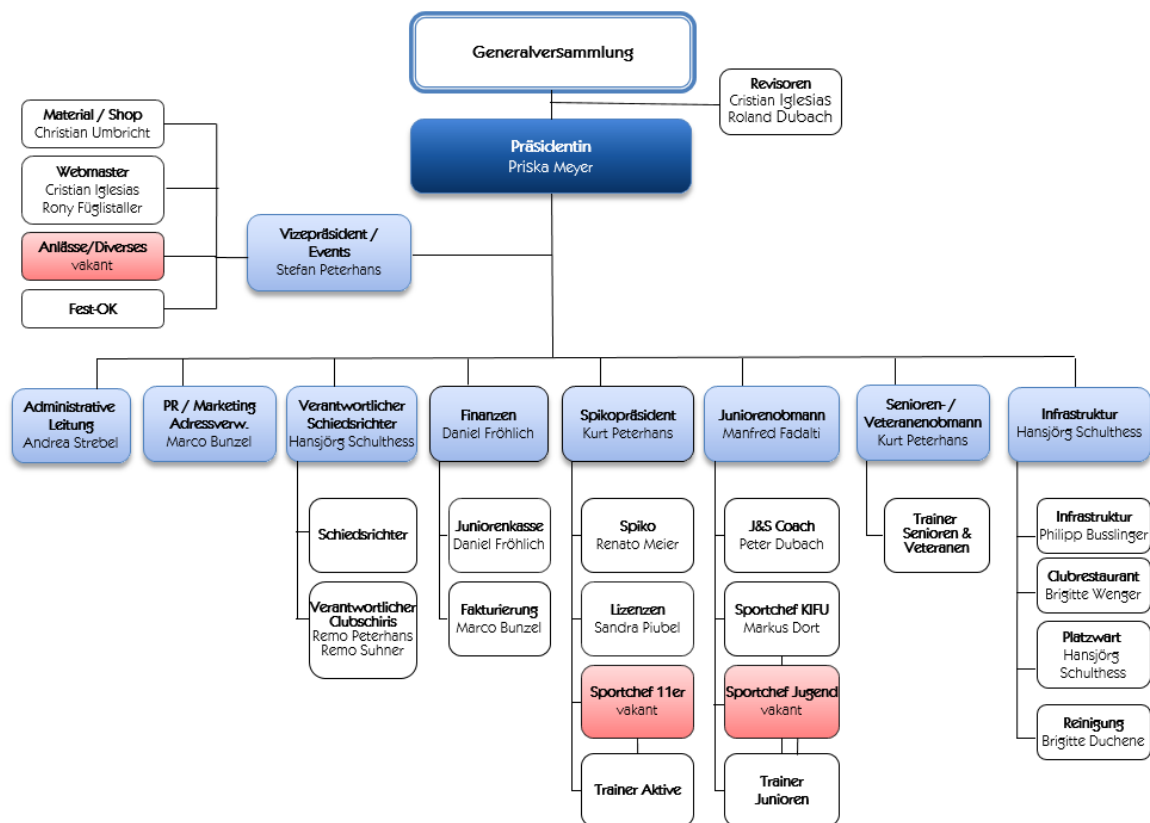 Generalversammlung
Revisoren
Cristian Iglesias
Roland Dubach
Präsidentin
Priska Meyer
Material / Shop
Christian Umbricht
Webmaster
Cristian Iglesias
Rony Füglistaller
Anlässe/Diverses
vakant
Fest-OK
Vizepräsident /
Events
Stefan Peterhans
Administrative
Leitung
Andrea Strebel
PR / Marketing
Adressverw.
Marco Bunzel
Verantwortlicher
Schiedsrichter
Hansjörg Schulthess
Finanzen
Daniel Fröhlich
Spikopräsident
Kurt Peterhans
Juniorenobmann
Manfred Fadalti
Senioren- /
Veteranenobmann
Kurt Peterhans
Infrastruktur
Hansjörg Schulthess
Schiedsrichter
Verantwortlicher
Clubschiris
Remo Peterhans
Remo Suhner
Juniorenkasse
Daniel Fröhlich
Fakturierung
Marco Bunzel
Spiko
Renato Meier
Lizenzen
Sandra Piubel
Sportchef 11er
vakant
Trainer Aktive
J&S Coach
Peter Dubach
Sportchef KIFU
Markus Dort
Sportchef Jugend
vakant
Trainer
Junioren
Trainer
Senioren &
Veteranen
Infrastruktur
Philipp Busslinger
Clubrestaurant
Brigitte Wenger
Platzwart
Hansjörg
Schulthess
Reinigung
Brigitte Duchene